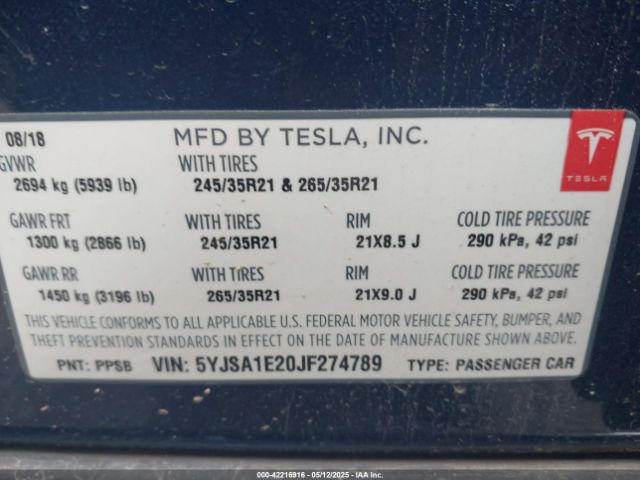 08/18 MFD BY TESLA, INC.
GVWR WITH TIRES
2694 kg (5939 lb) 245/35R21 & 265/35R21
TESLA
GAWR FRT WITH TIRES RIM COLD TIRE PRESSURE
1300 kg (2866 lb) 245/35R21 21X8.5 J 290 kPa, 42 psi
GAWR RR WITH TIRES RIM COLD TIRE PRESSURE
1450 kg (3196 lb) 265/35R21 21X9.0 J 290 kPa, 42 psi
THIS VEHICLE CONFORMS TO ALL APPLICABLE U.S. FEDERAL MOTOR VEHICLE SAFETY, BUMPER, AND
THEFT PREVENTION STANDARDS IN EFFECT ON THE DATE OF MANUFACTURE SHOWN ABOVE.
PNT: PPSB VIN: 5YJSA1E20JF274789 TYPE: PASSENGER CAR
00-42216916 - 05/12/2025 - IAA Inc.